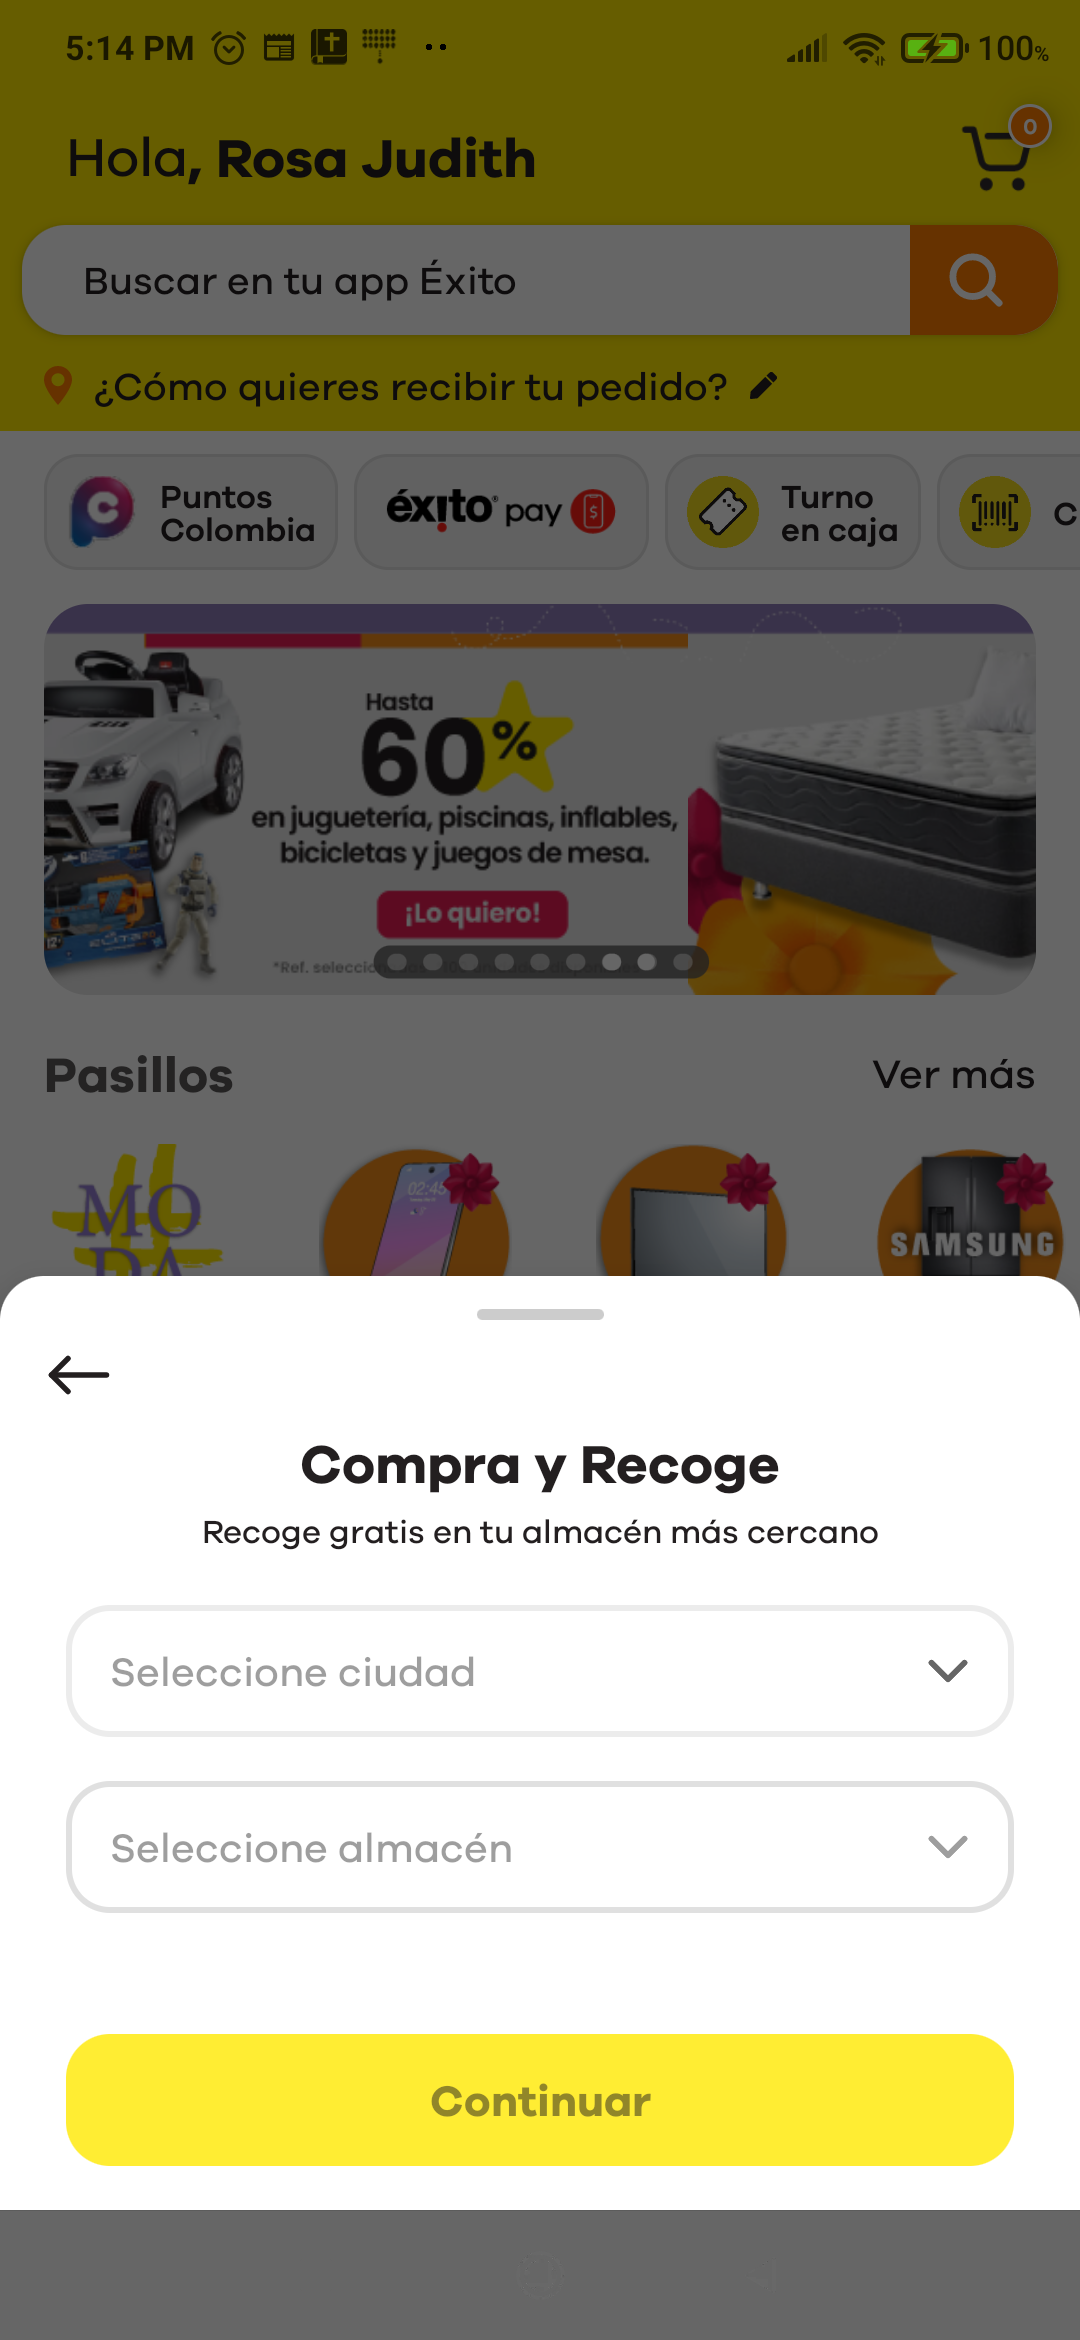 5:14 PM
100%
Hola, Rosa Judith
0
Buscar en tu app Éxito
¿Cómo quieres recibir tu pedido?
Puntos
Colombia
éxito pay
Turno
en caja
C
Hasta
60%
en juguetería, piscinas, inflables,
bicicletas y juegos de mesa.
¡Lo quiero!
*Ref.
Pasillos
Ver más
MO
DA
02:45
SAMSUNG
Compra y Recoge
Recoge gratis en tu almacén más cercano
Seleccione ciudad
Seleccione almacén
Continuar